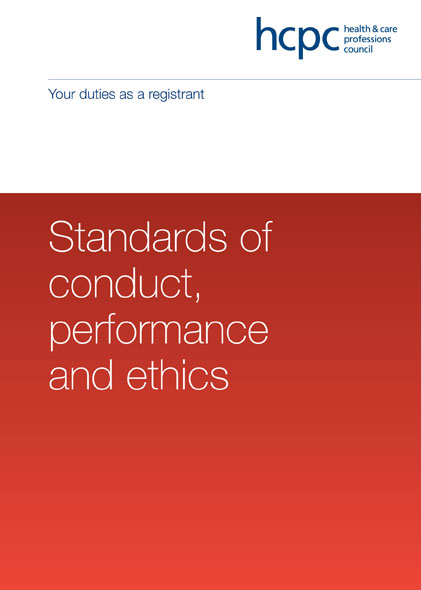 hcpc
health & care
professions
council
Your duties as a registrant
Standards of
conduct,
performance
and ethics